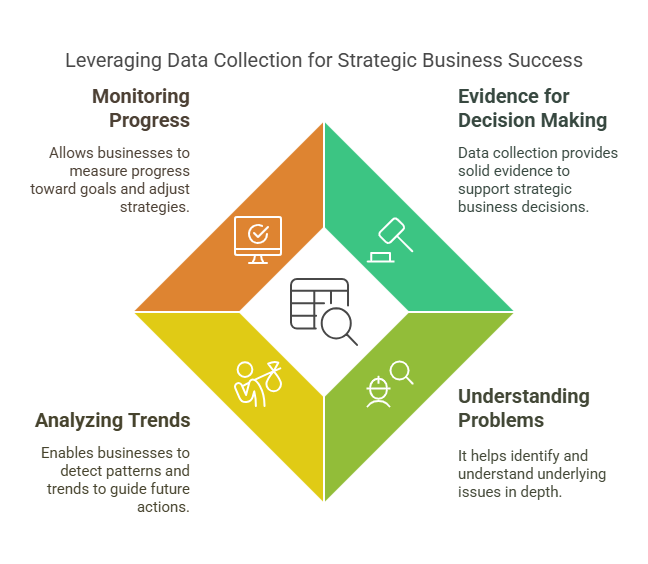 Leveraging Data Collection for Strategic Business Success
Monitoring
Progress
Allows businesses to
measure progress
toward goals and adjust
strategies.
Evidence for
Decision Making
Data collection provides
solid evidence to
support strategic
business decisions.
Analyzing Trends
Enables businesses to
detect patterns and
trends to guide future
actions.
Understanding
Problems
It helps identify and
understand underlying
issues in depth.